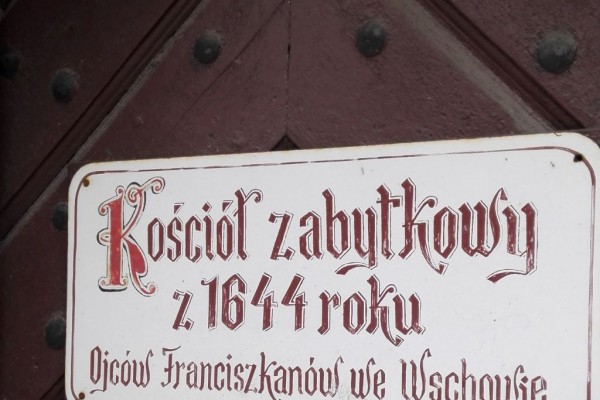 Kościół zabytkowy
z 1644 roku
Ojców Franciszkanów we Wschowie